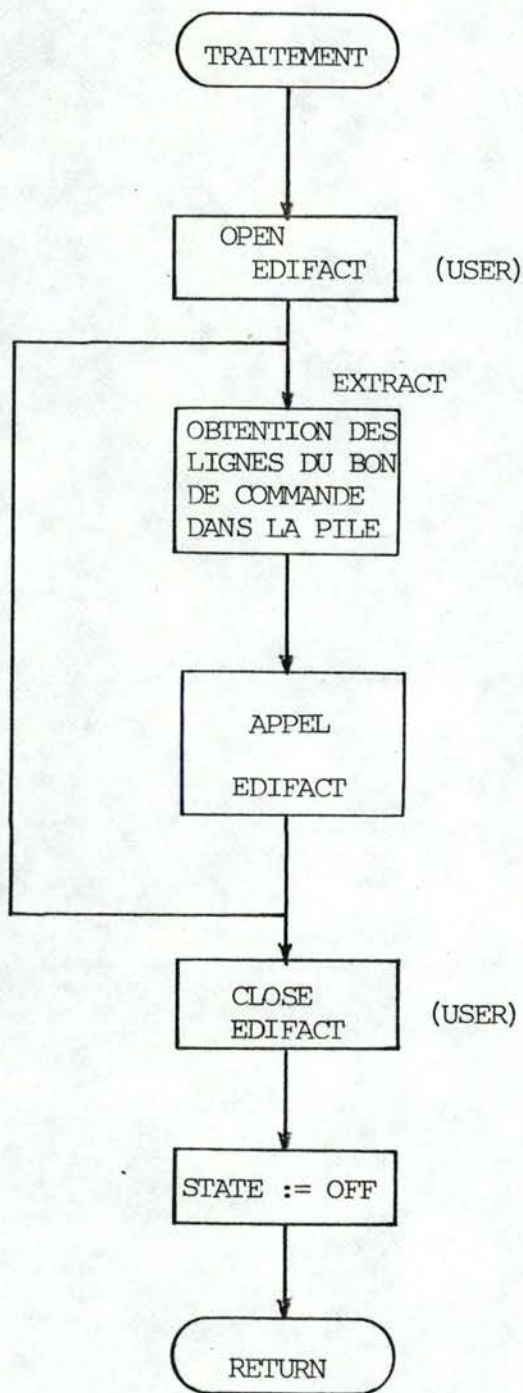 TRAITEMENT
OPEN
EDIFACT
(USER)
EXTRACT
OBTENTION DES
LIGNES DU BON
DE COMMANDE
DANS LA PILE
APPEL
EDIFACT
CLOSE
EDIFACT
(USER)
STATE := OFF
RETURN